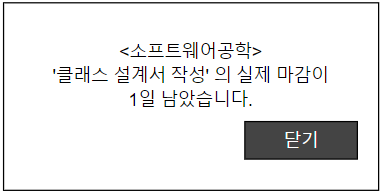 <소프트웨어공학>
'클래스 설계서 작성' 의 실제 마감이
1일 남았습니다.
닫기